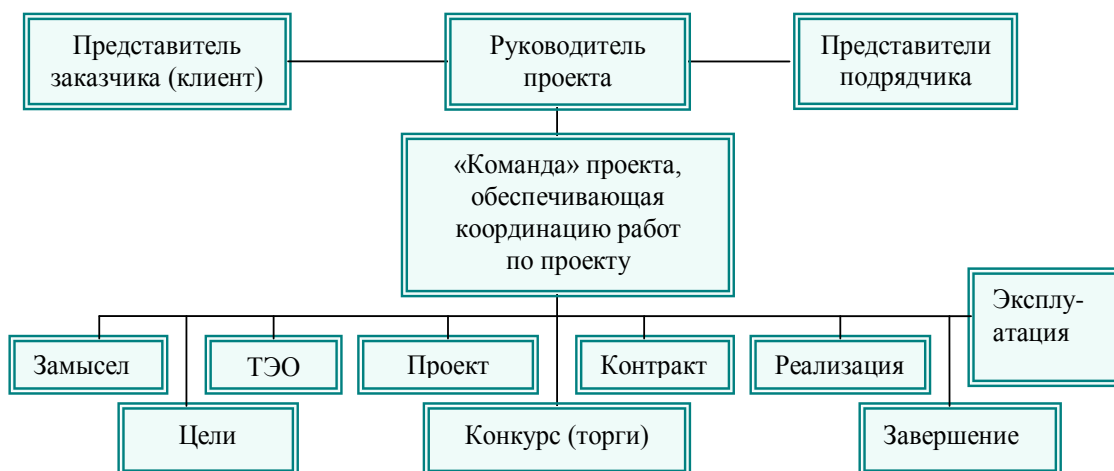 Представитель
заказчика (клиент)
Руководитель
проекта
Представители
подрядчика
«Команда» проекта,
обеспечивающая
координацию работ
по проекту
Эксплу-
атация
Замысел
ТЭО
Проект
Контракт
Реализация
Цели
Конкурс (торги)
Завершение